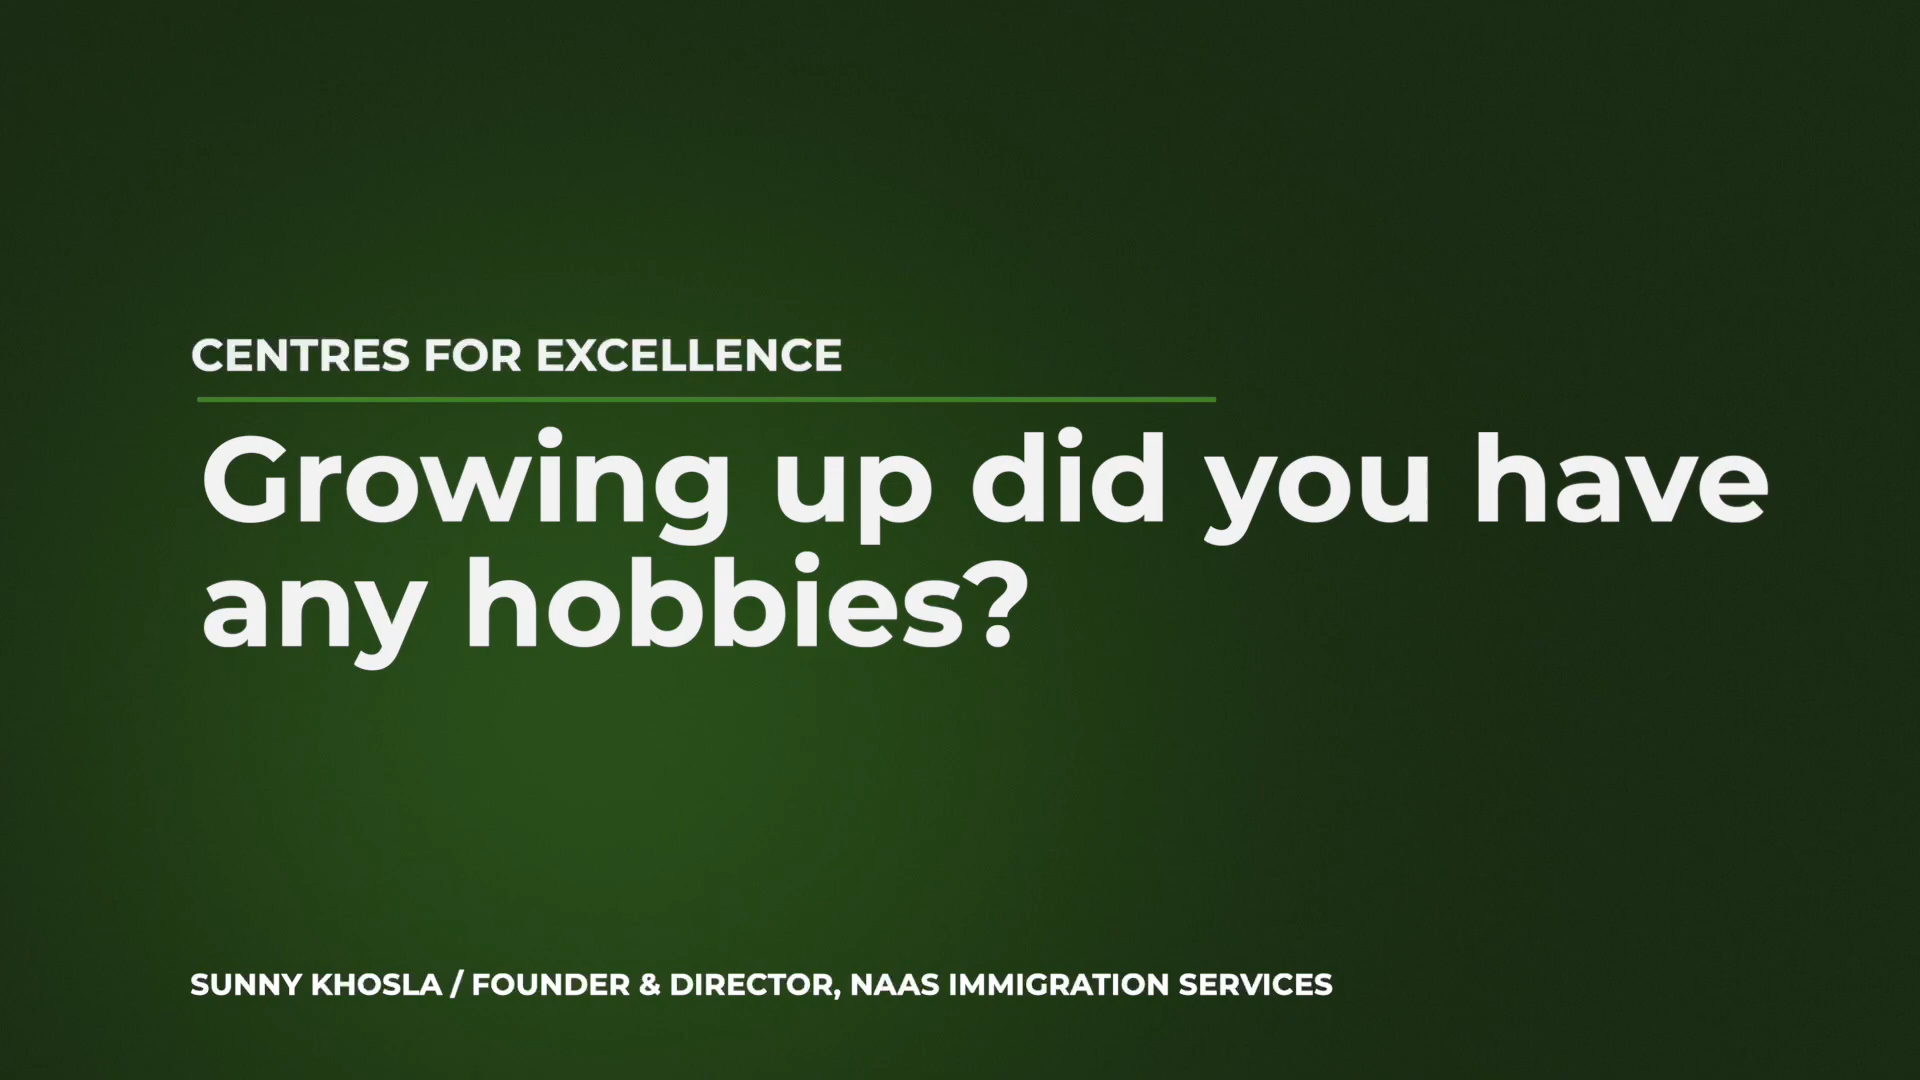 CENTRES FOR EXCELLENCE
Growing up did you have
any hobbies?
SUNNY KHOSLA / FOUNDER & DIRECTOR, NAAS IMMIGRATION SERVICES